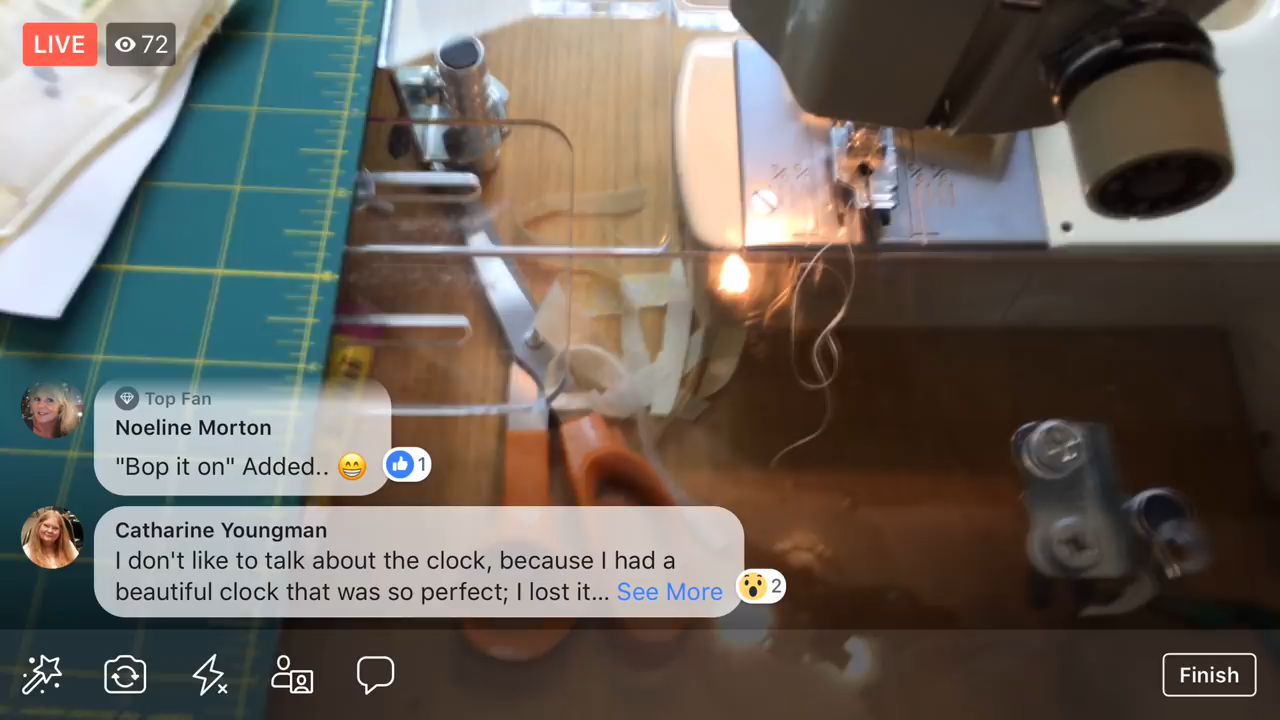 LIVE
72
Top Fan
Noeline Morton
"Bop it on" Added.. 😁
1
Catharine Youngman
I don't like to talk about the clock, because I had a
beautiful clock that was so perfect; I lost it... See More
2
Finish